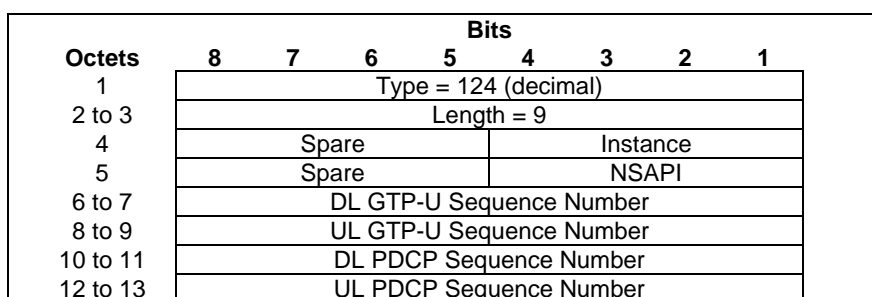 Bits
Octets 8 7 6 5 4 3 2 1
1 Type = 124 (decimal)
2 to 3 Length = 9
4 Spare Instance
5 Spare NSAPI
6 to 7 DL GTP-U Sequence Number
8 to 9 UL GTP-U Sequence Number
10 to 11 DL PDCP Sequence Number
12 to 13 UL PDCP Sequence Number